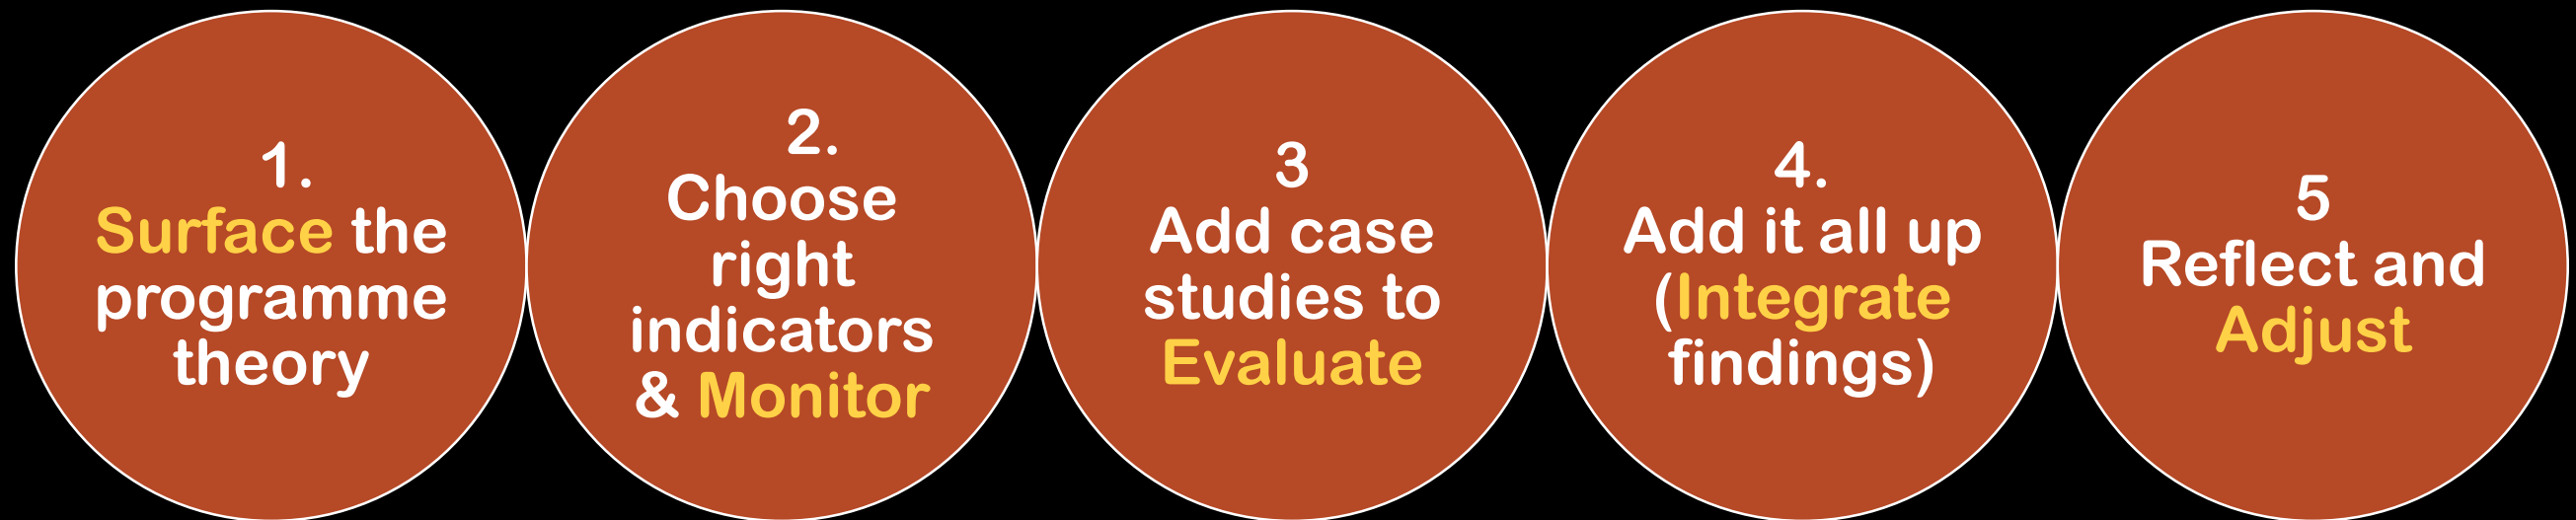 1.
Surface the
programme
theory
2.
Choose
right
indicators
& Monitor
3
Add case
studies to
Evaluate
4.
Add it all up
(Integrate
findings)
5
Reflect and
Adjust